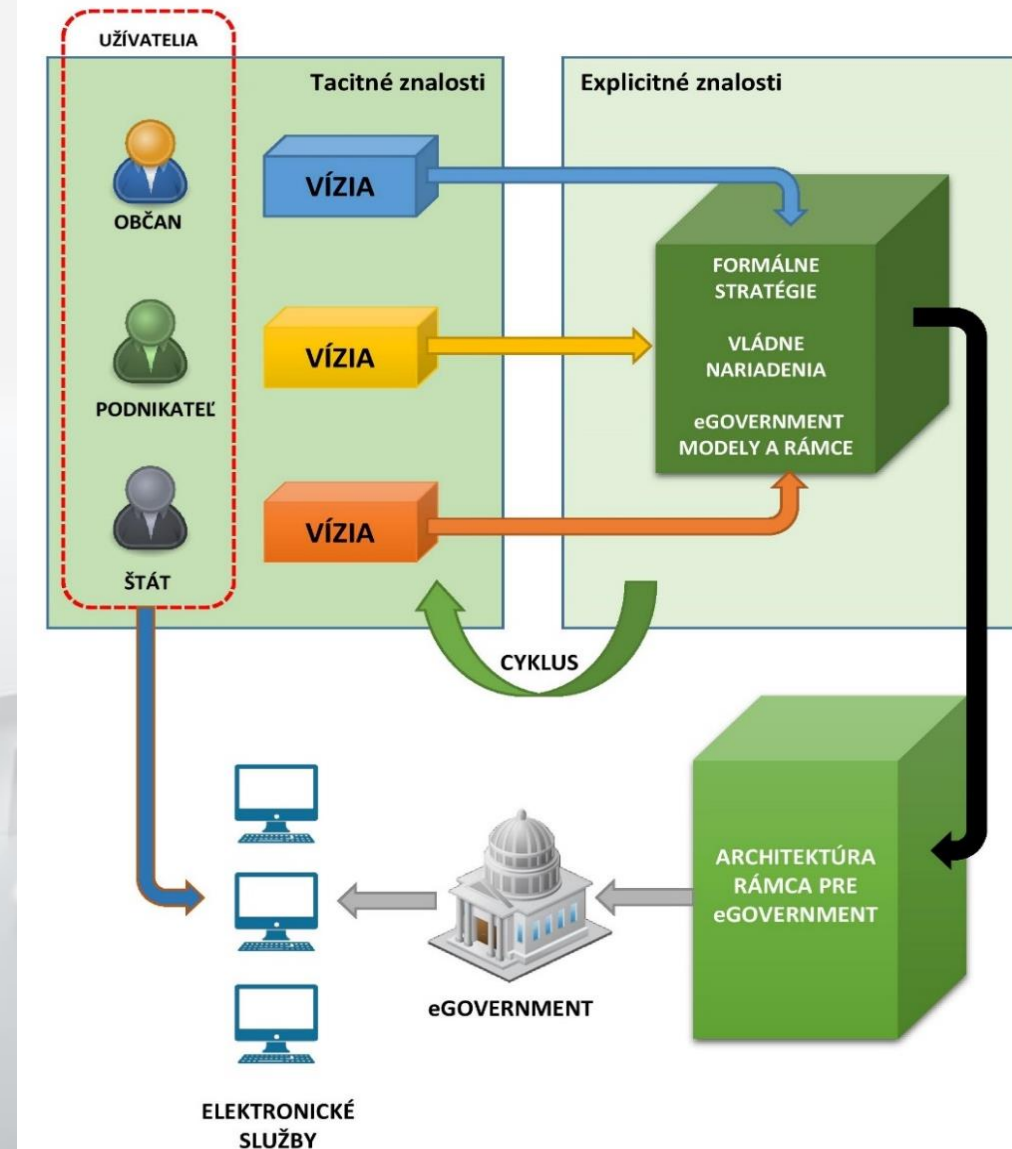 UŽÍVATELIA
Tacitné znalosti
Explicitné znalosti
OBČAN
VÍZIA
FORMÁLNE
STRATÉGIE
VLÁDNE
NARIADENIA
eGOVERNMENT
MODELY A RÁMCE
PODNIKATEĽ
VÍZIA
ŠTÁT
VÍZIA
CYKLUS
ARCHITEKTÚRA
RÁMCA PRE
eGOVERNMENT
eGOVERNMENT
ELEKTRONICKÉ
SLUŽBY